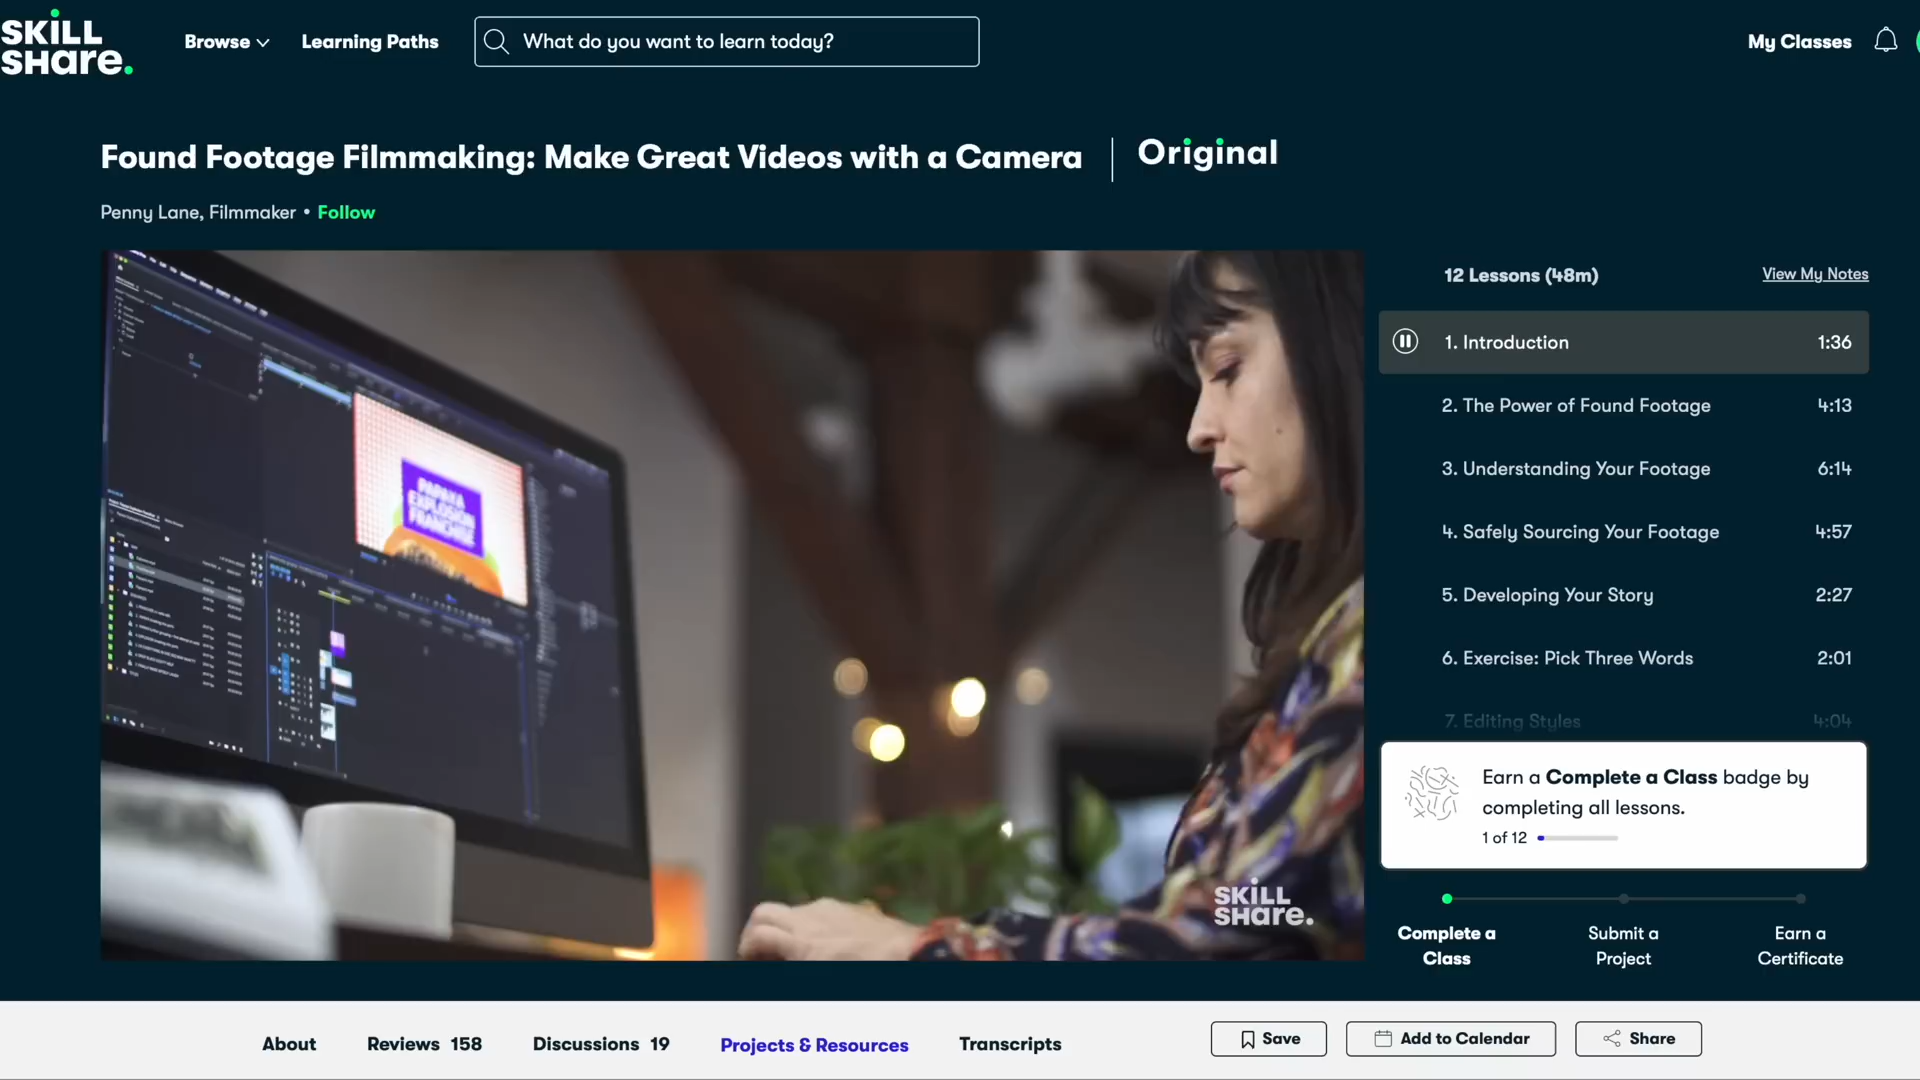 SKILL
SHARE.
Browse
Learning Paths
What do you want to learn today?
My Classes
Found Footage Filmmaking: Make Great Videos with a Camera
Original
Penny Lane, Filmmaker • Follow
PAPAYA
EXPLOSION
FRANCHISE
SKILL
SHARE.
12 Lessons (48m)
View My Notes
1. Introduction 1:36
2. The Power of Found Footage 4:13
3. Understanding Your Footage 6:14
4. Safely Sourcing Your Footage 4:57
5. Developing Your Story 2:27
6. Exercise: Pick Three Words 2:01
7. Editing Styles 4:04
Earn a Complete a Class badge by
completing all lessons.
1 of 12
Complete a
Class
Submit a
Project
Earn a
Certificate
About
Reviews 158
Discussions 19
Projects & Resources
Transcripts
Save
Add to Calendar
Share